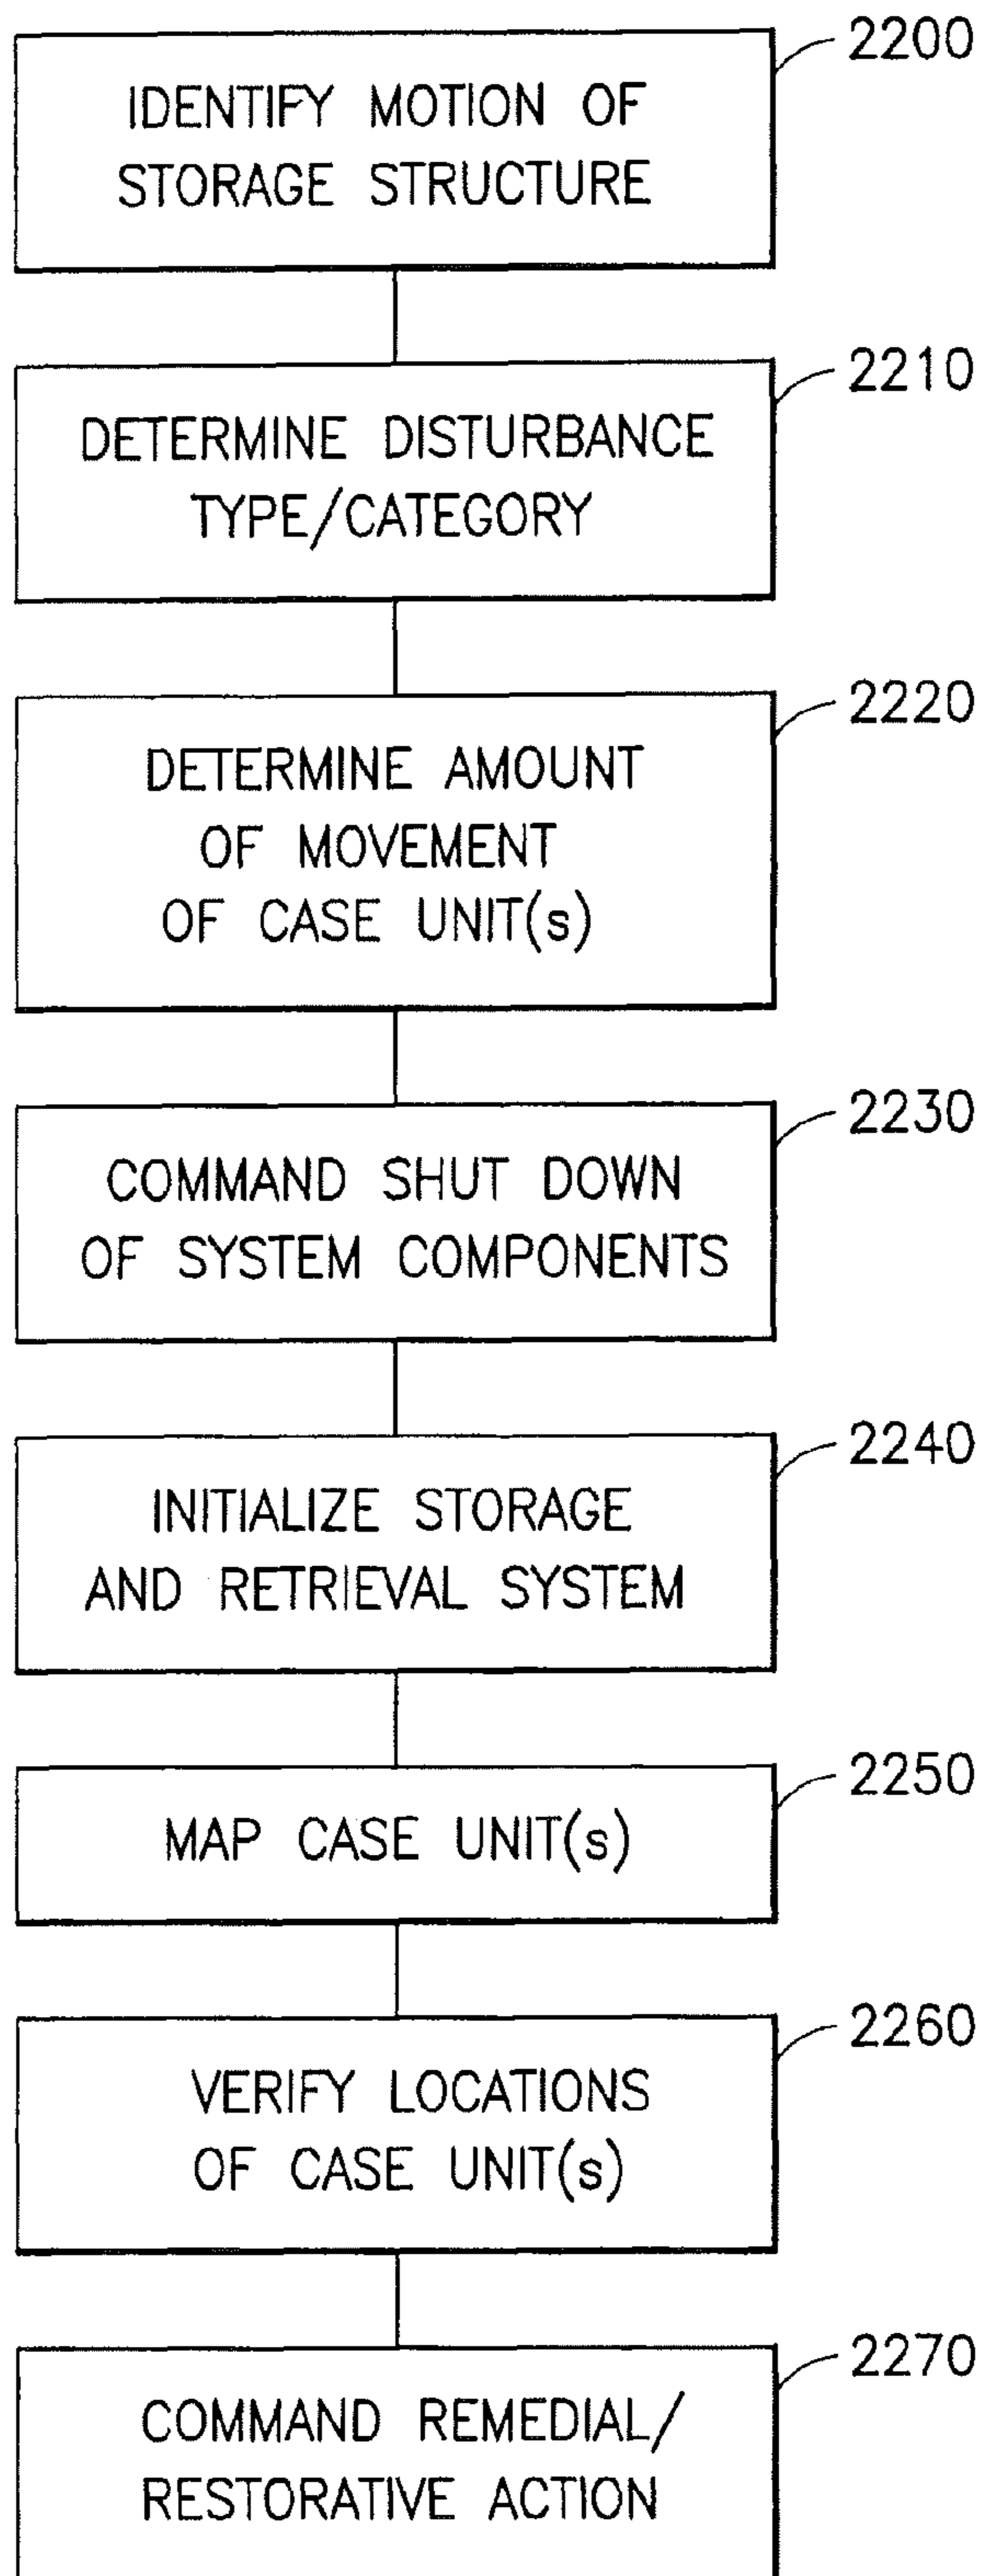 2200
IDENTIFY MOTION OF
STORAGE STRUCTURE
2210
DETERMINE DISTURBANCE
TYPE/CATEGORY
2220
DETERMINE AMOUNT
OF MOVEMENT
OF CASE UNIT(s)
2230
COMMAND SHUT DOWN
OF SYSTEM COMPONENTS
2240
INITIALIZE STORAGE
AND RETRIEVAL SYSTEM
2250
MAP CASE UNIT(s)
2260
VERIFY LOCATIONS
OF CASE UNIT(s)
2270
COMMAND REMEDIAL/
RESTORATIVE ACTION